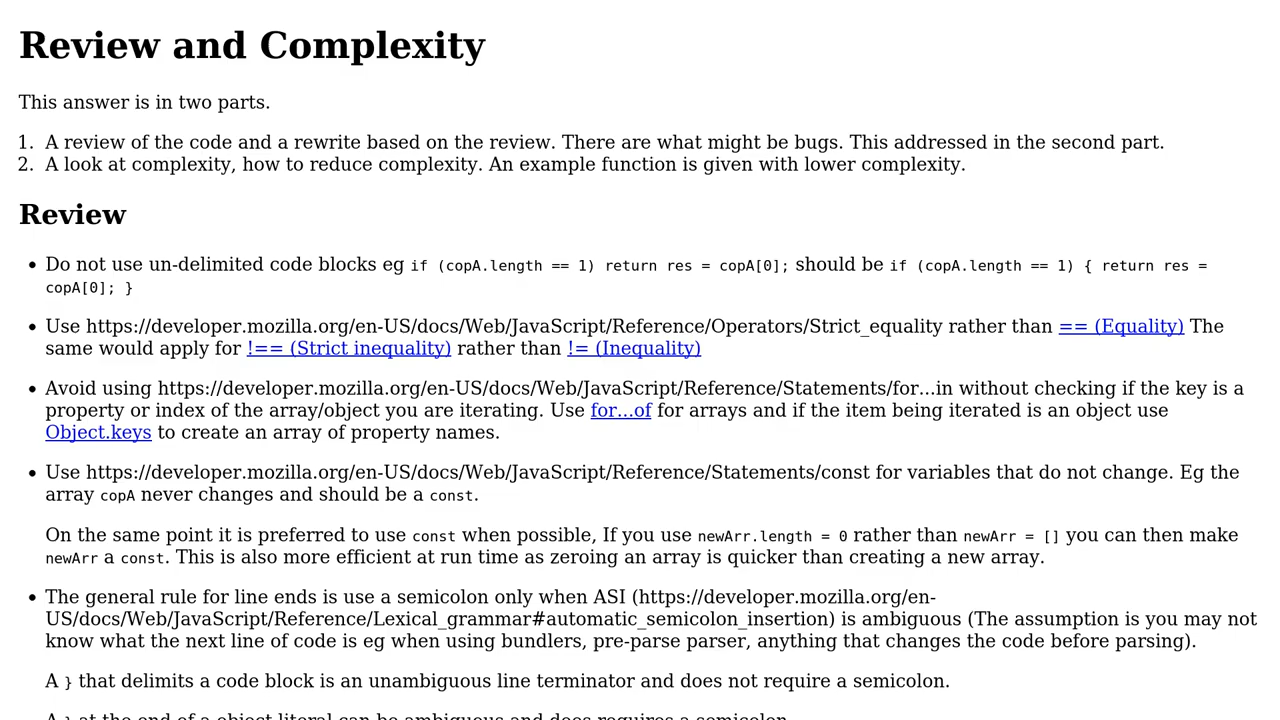 Review and Complexity
This answer is in two parts.
1. A review of the code and a rewrite based on the review. There are what might be bugs. This addressed in the second part.
2. A look at complexity, how to reduce complexity. An example function is given with lower complexity.
Review
• Do not use un-delimited code blocks eg if (copA.length == 1) return res = copA[0]; should be if (copA.length == 1) { return res =
copA[0]; }
• Use https://developer.mozilla.org/en-US/docs/Web/JavaScript/Reference/Operators/Strict_equality rather than == (Equality) The
same would apply for !== (Strict inequality) rather than != (Inequality)
• Avoid using https://developer.mozilla.org/en-US/docs/Web/JavaScript/Reference/Statements/for...in without checking if the key is a
property or index of the array/object you are iterating. Use for...of for arrays and if the item being iterated is an object use
Object.keys to create an array of property names.
• Use https://developer.mozilla.org/en-US/docs/Web/JavaScript/Reference/Statements/const for variables that do not change. Eg the
array copA never changes and should be a const.
On the same point it is preferred to use const when possible, If you use newArr.length = 0 rather than newArr = [] you can then make
newArr a const. This is also more efficient at run time as zeroing an array is quicker than creating a new array.
• The general rule for line ends is use a semicolon only when ASI (https://developer.mozilla.org/en-
US/docs/Web/JavaScript/Reference/Lexical_grammar#automatic_semicolon_insertion) is ambiguous (The assumption is you may not
know what the next line of code is eg when using bundlers, pre-parse parser, anything that changes the code before parsing).
A } that delimits a code block is an unambiguous line terminator and does not require a semicolon.
A } at the end of a object literal can be ambiguous and does requires a semicolon.